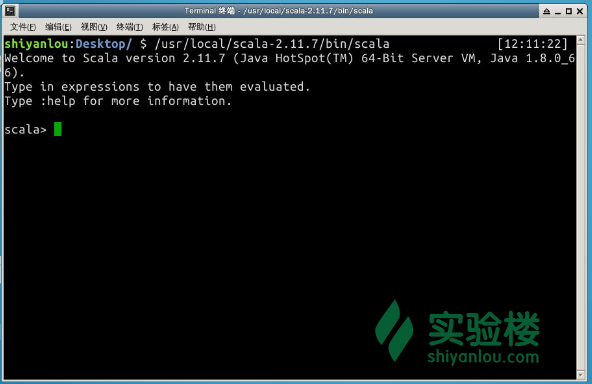 Terminal 终端 - /usr/local/scala-2.11.7/bin/scala
文件(F) 编辑(E) 视图(V) 终端(T) 标签(A) 帮助(H)
shiyanlou:Desktop/ $ /usr/local/scala-2.11.7/bin/scala [12:11:22]
Welcome to Scala version 2.11.7 (Java HotSpot(TM) 64-Bit Server VM, Java 1.8.0_6
6).
Type in expressions to have them evaluated.
Type :help for more information.
scala>
实验楼
shiyanlou.com